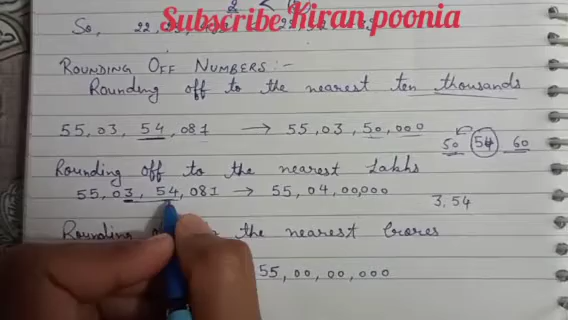 Subscribe Kiran poonia
So, 22,
ROUNDING OFF NUMBERS:-
Rounding off to the nearest ten thousands
55,03,54,081 → 55,03,50,000 50 54 60
Rounding off to the nearest Lakhs
55,03,54,081 → 55,04,00,000 3,54
Rounding the nearest Crores
55,00,00,000